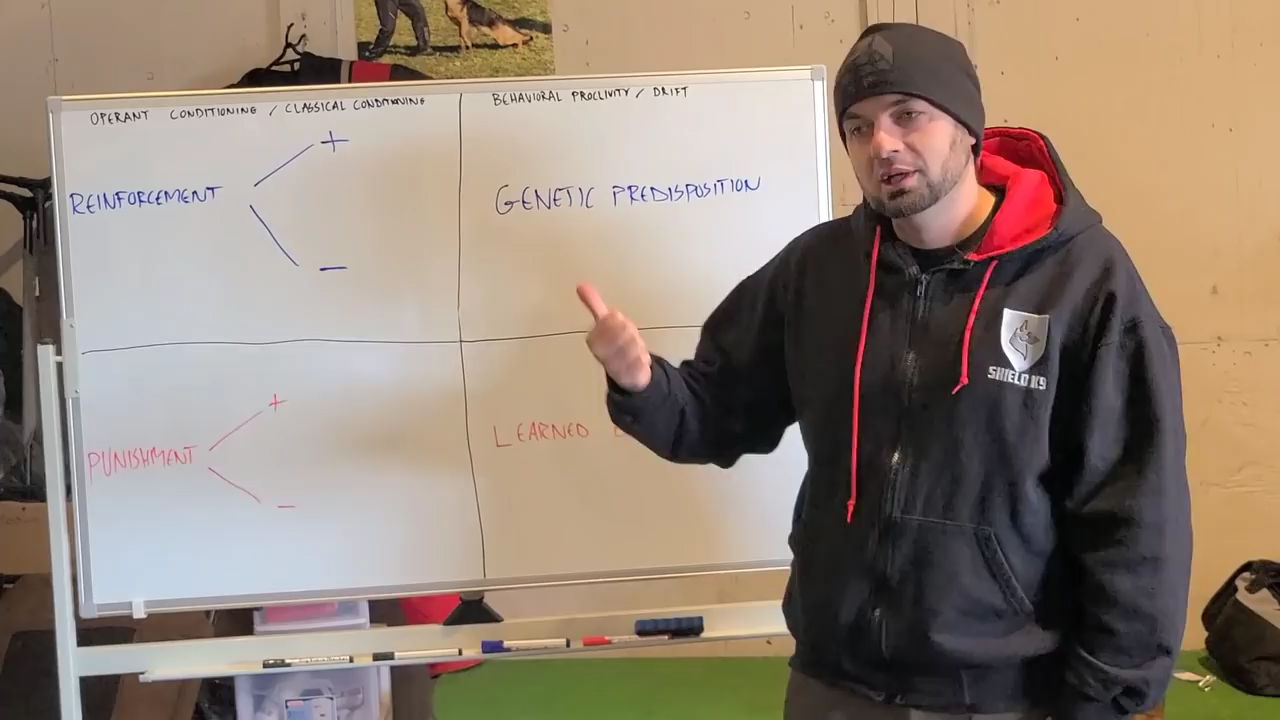 OPERANT CONDITIONING / CLASSICAL CONDITIONING
BEHAVIORAL PROCLIVITY / DRIFT
+
REINFORCEMENT
-
GENETIC PREDISPOSITION
+
PUNISHMENT
-
LEARNED
SHIELD K9